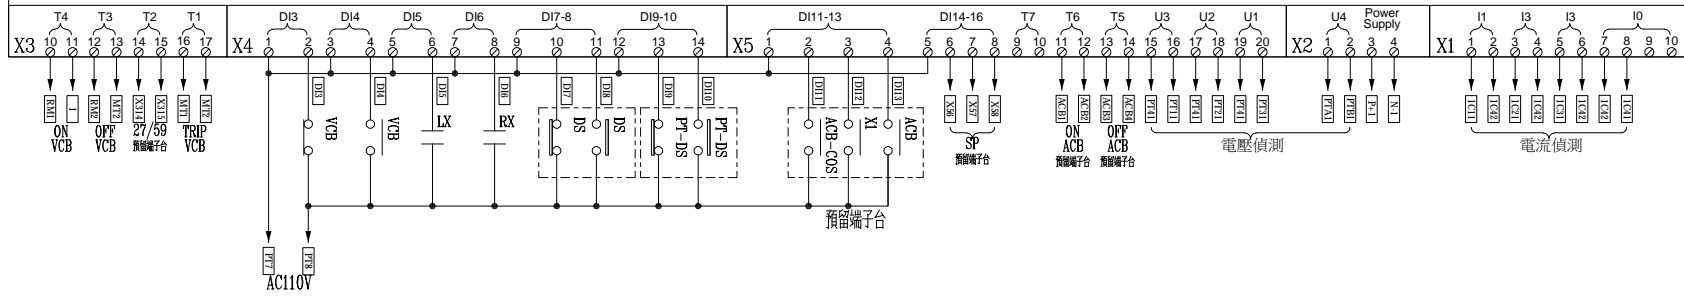 T4 T3 T2 T1 DI3 DI4 DI5 DI6 DI7-8 DI9-10 DI11-13 DI14-16 T7 T6 T5 U3 U2 U1 U4 Power Supply I1 I3 I3 I0
X3 10 11 12 13 14 15 16 17 X4 1 2 3 4 5 6 7 8 9 10 11 12 13 14 X5 1 2 3 4 5 6 7 8 9 10 11 12 13 14 15 16 17 18 19 20 X2 1 2 3 4 X1 1 2 3 4 5 6 7 8 9 10
RM1 1 RM2 MT2 X314 X315 MT1 MT2
ON VCB
OFF VCB
27/59 預留端子台
TRIP VCB
DI3 DI4 DI5 DI6 DI7 DI8 DI9 DI10 DI11 DI12 DI13
VCB VCB LX RX DS DS PT-DS PT-DS ACB-COS X1 ACB
X56 X57 X58
SP
預留端子台
ACB1 ACB2 ACB3 ACB4
ON ACB 預留端子台
OFF ACB 預留端子台
PT41 PT11 PT41 PT21 PT41 PT31 PTA1 PTB1 P-1 N-1
電壓偵測
IC11 IC42 IC21 IC42 IC31 IC42 IC42 IC41
電流偵測
預留端子台
PT7 PT8
AC110V